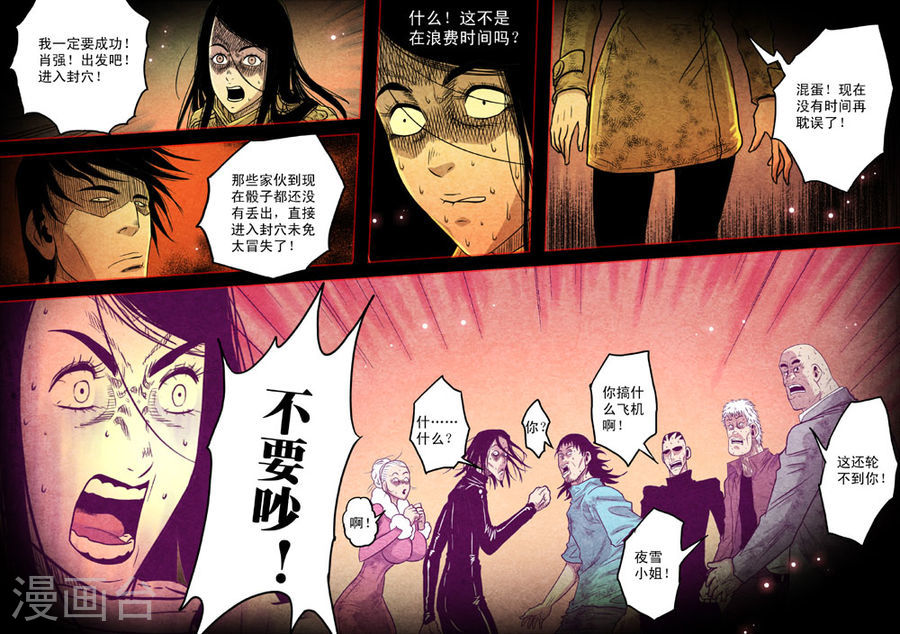 我一定要成功！
肖强！出发吧！
进入封穴！
什么！这不是
在浪费时间吗？
混蛋！现在
没有时间再
耽误了！
那些家伙到现
在骰子都还没
有丢出，直接
进入封穴未免
太冒失了！
不要吵！
啊！
什……
什么？
你？
你搞什
么飞机
啊！
夜雪
小姐！
这还轮
不到你！
漫画台